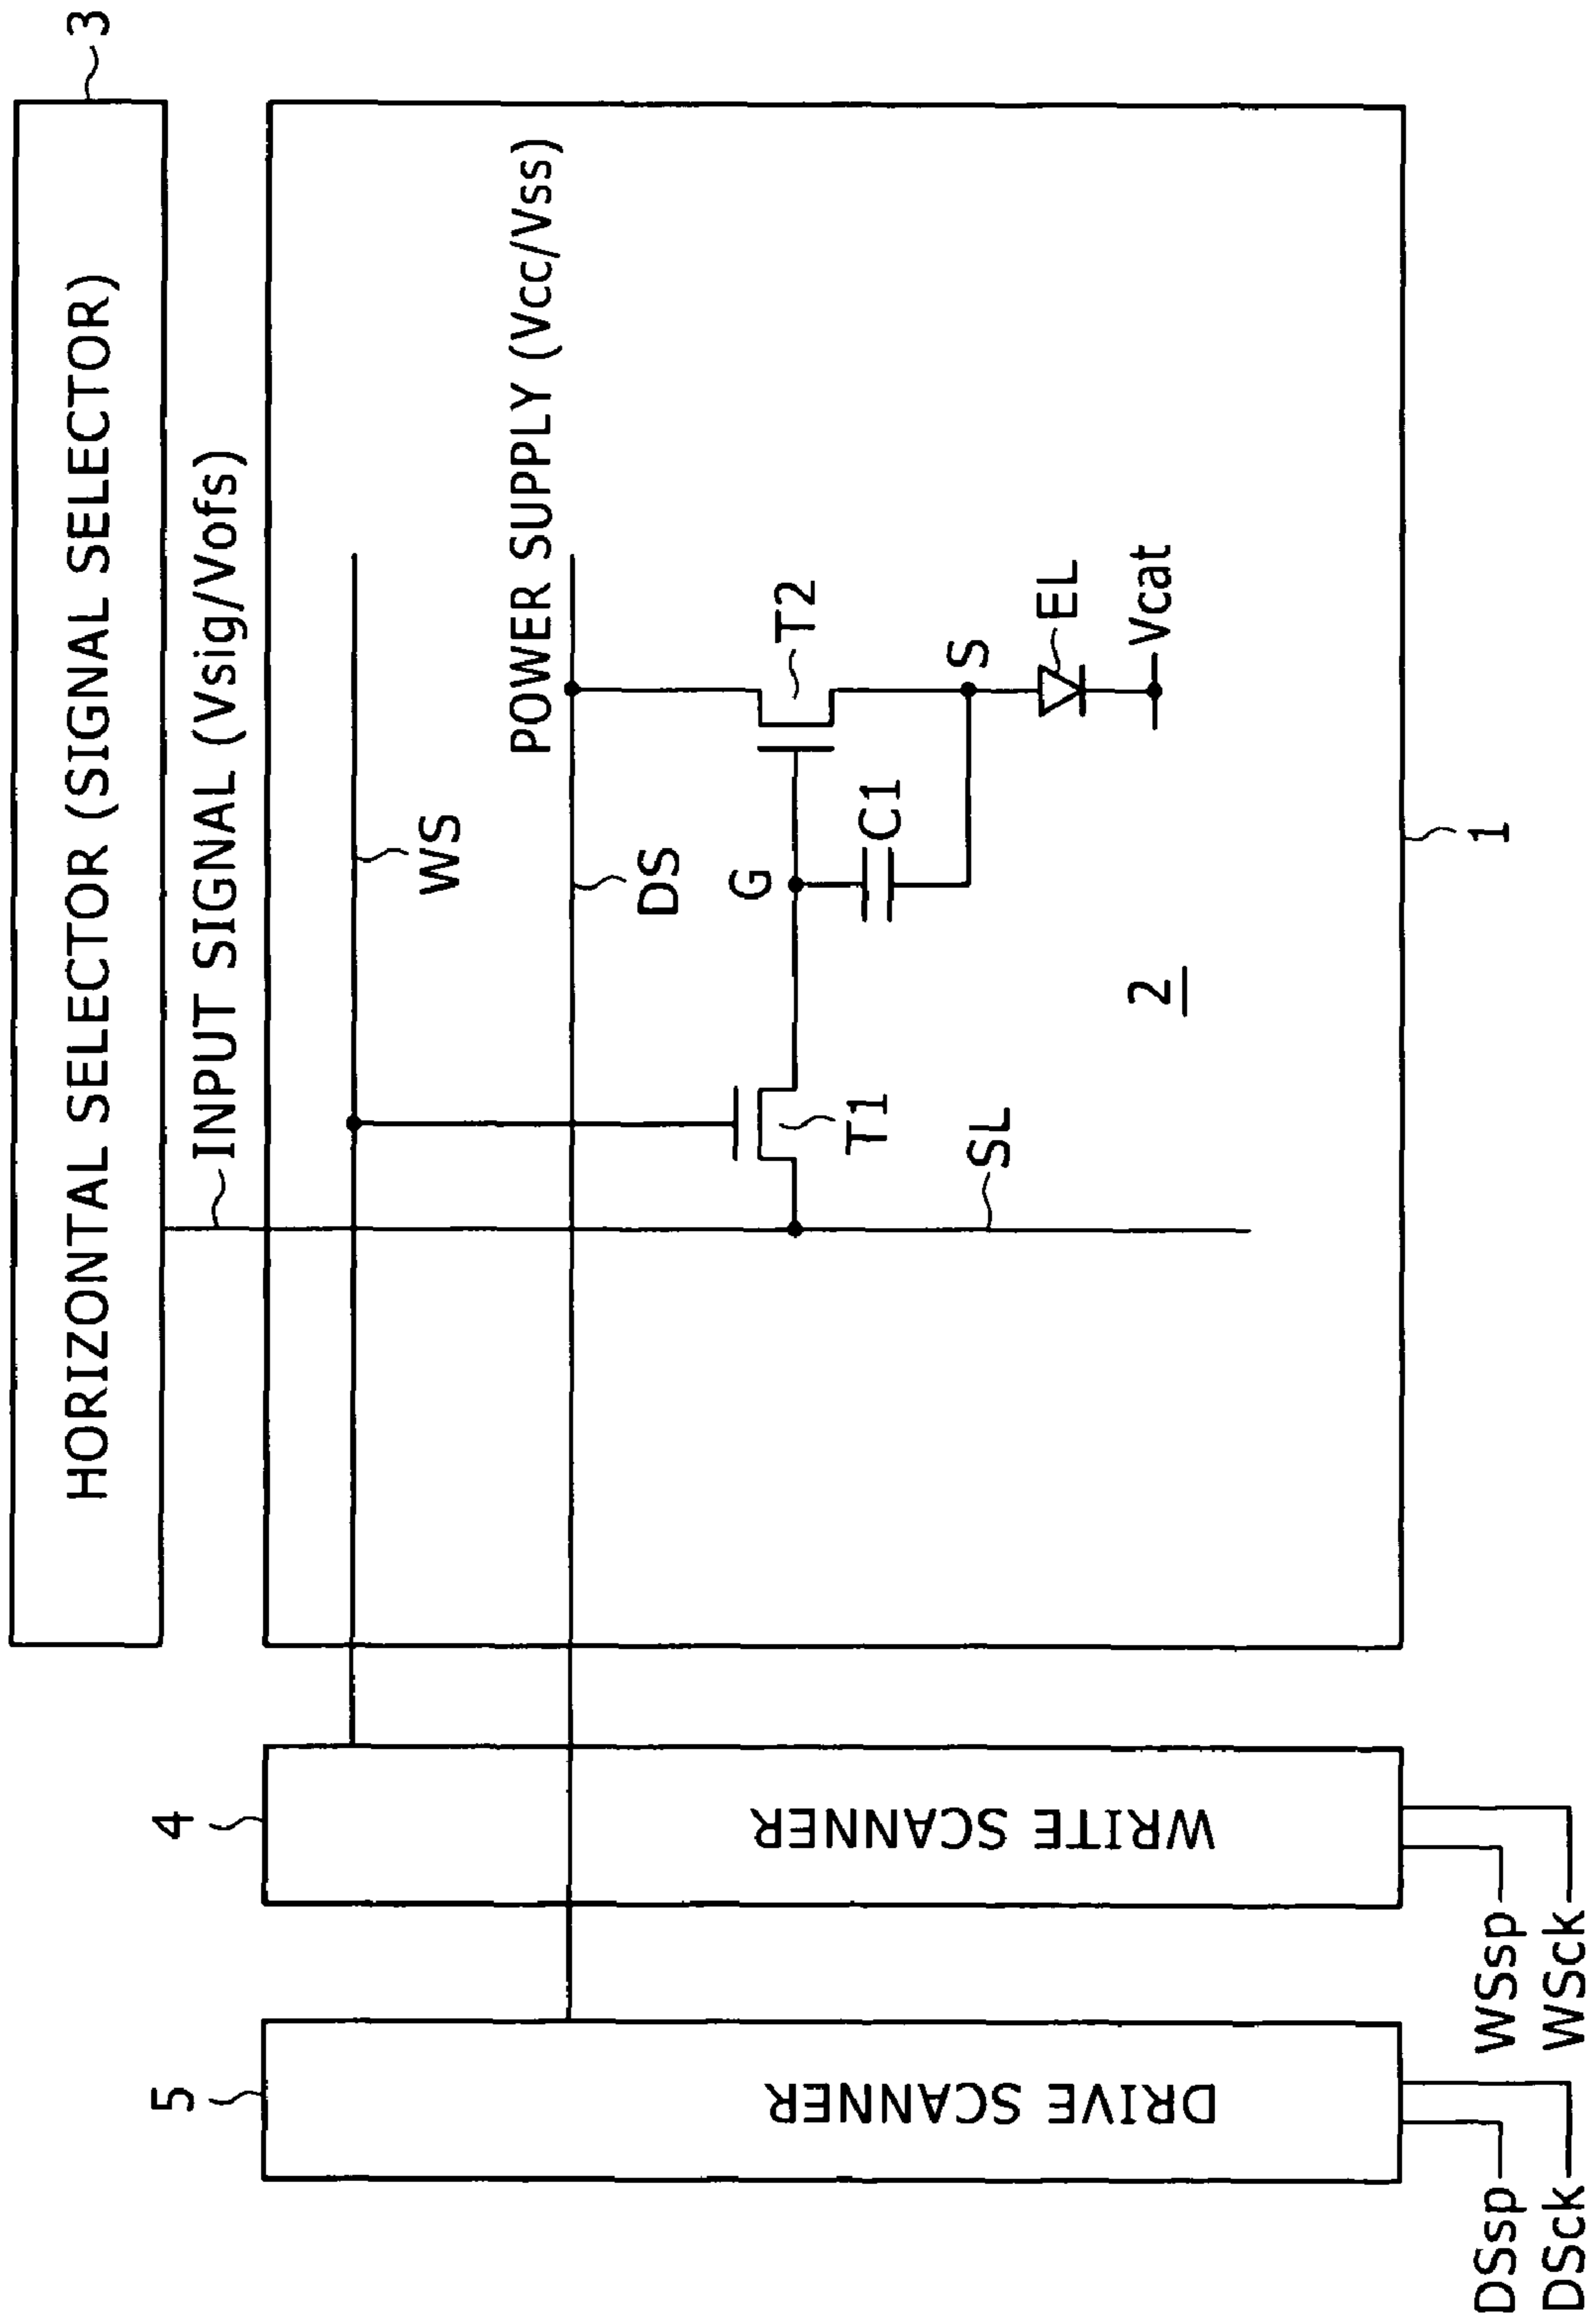 3
HORIZONTAL SELECTOR (SIGNAL SELECTOR)
INPUT SIGNAL (Vsig/Vofs)
5
4
WS
POWER SUPPLY (Vcc/Vss)
DS
G
T2
C1
T1
S
SL
EL
2
Vcat
DRIVE SCANNER
WRITE SCANNER
1
DSsp
WSsp
DSck
WSck